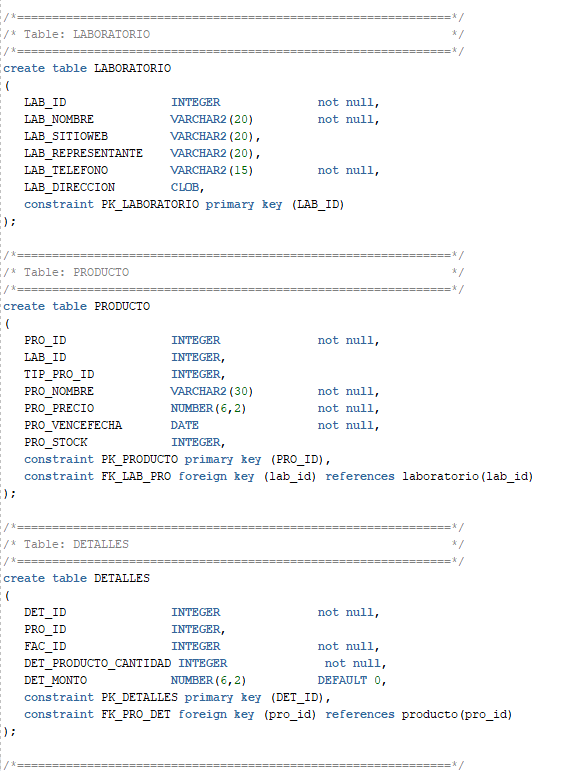 /*==============================================================*/
/* Table: LABORATORIO                                           */
/*==============================================================*/
create table LABORATORIO
(
   LAB_ID               INTEGER              not null,
   LAB_NOMBRE           VARCHAR2(20)         not null,
   LAB_SITIOWEB         VARCHAR2(20),
   LAB_REPRESENTANTE    VARCHAR2(20),
   LAB_TELEFONO         VARCHAR2(15)         not null,
   LAB_DIRECCION        CLOB,
   constraint PK_LABORATORIO primary key (LAB_ID)
);
/*==============================================================*/
/* Table: PRODUCTO                                              */
/*==============================================================*/
create table PRODUCTO
(
   PRO_ID               INTEGER              not null,
   LAB_ID               INTEGER,
   TIP_PRO_ID           INTEGER,
   PRO_NOMBRE           VARCHAR2(30)         not null,
   PRO_PRECIO           NUMBER(6,2)          not null,
   PRO_VENCEFECHA       DATE                 not null,
   PRO_STOCK            INTEGER,
   constraint PK_PRODUCTO primary key (PRO_ID),
   constraint FK_LAB_PRO foreign key (lab_id) references laboratorio(lab_id)
);
/*==============================================================*/
/* Table: DETALLES                                              */
/*==============================================================*/
create table DETALLES
(
   DET_ID               INTEGER              not null,
   PRO_ID               INTEGER,
   FAC_ID               INTEGER              not null,
   DET_PRODUCTO_CANTIDAD INTEGER              not null,
   DET_MONTO            NUMBER(6,2)          DEFAULT 0,
   constraint PK_DETALLES primary key (DET_ID),
   constraint FK_PRO_DET foreign key (pro_id) references producto(pro_id)
);
/*==============================================================*/